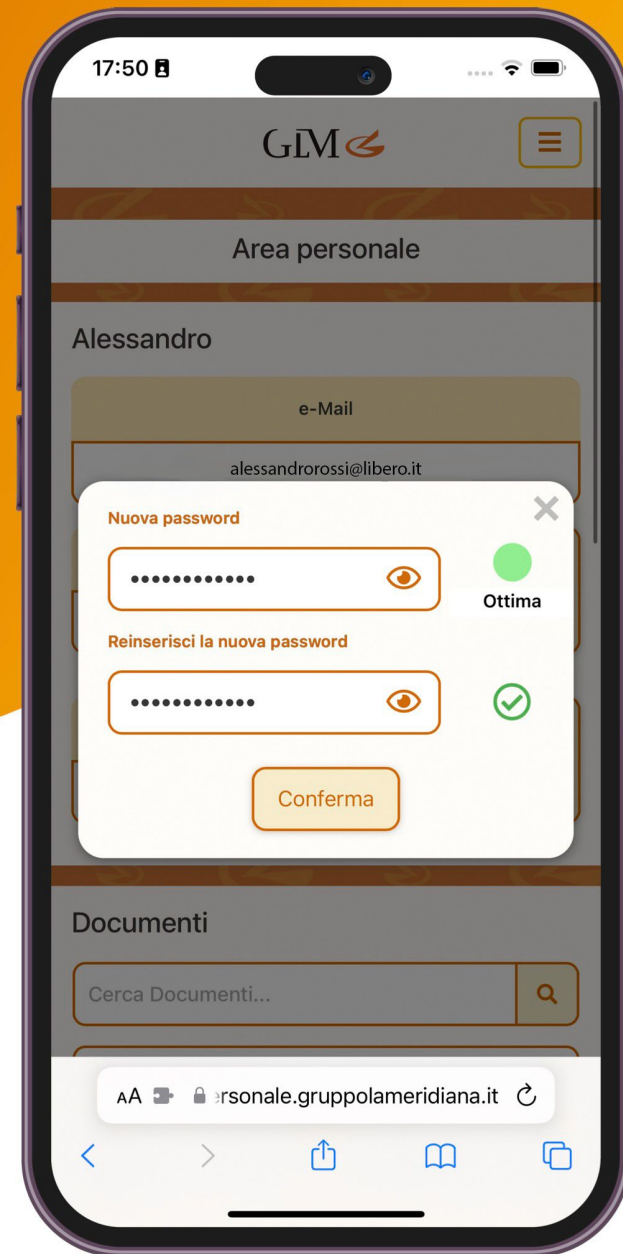 17:50
GLM
Area personale
Alessandro
e-Mail
alessandrorossi@libero.it
Nuova password
••••••••••••
Ottima
Reinserisci la nuova password
••••••••••••
Conferma
Documenti
Cerca Documenti...
AA ersonale.gruppolameridiana.it